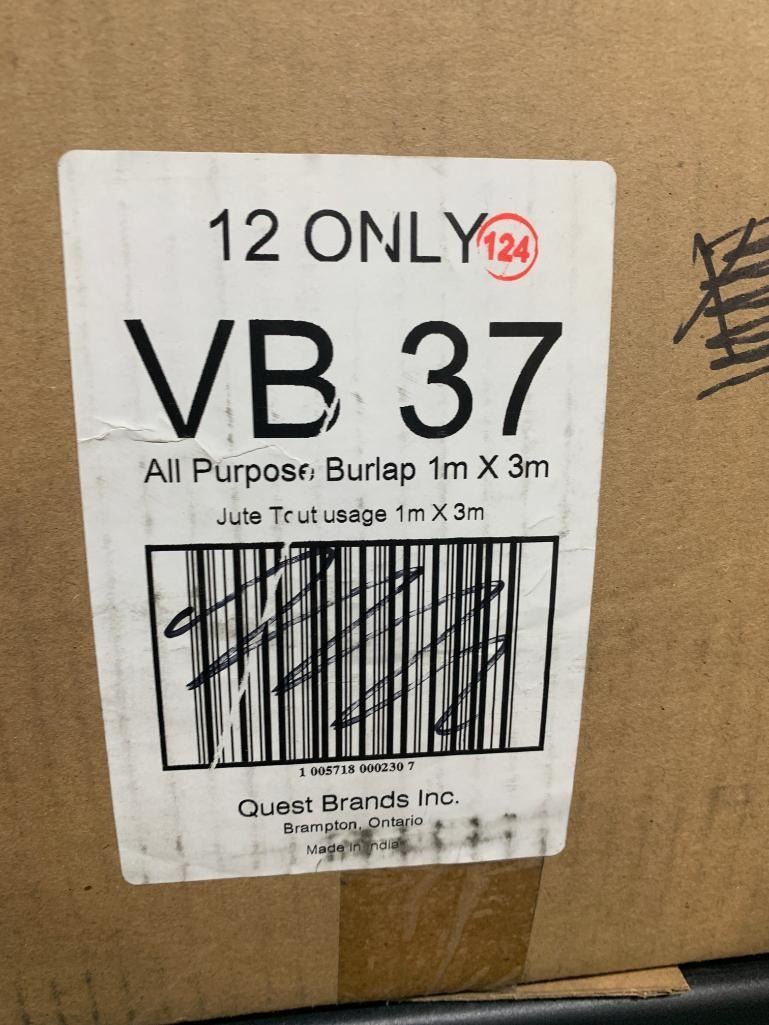 12 ONLY 124
VB 37
All Purpose Burlap 1m X 3m
Jute Tout usage 1m X 3m
1 005718 000230 7
Quest Brands Inc.
Brampton, Ontario
Made In India